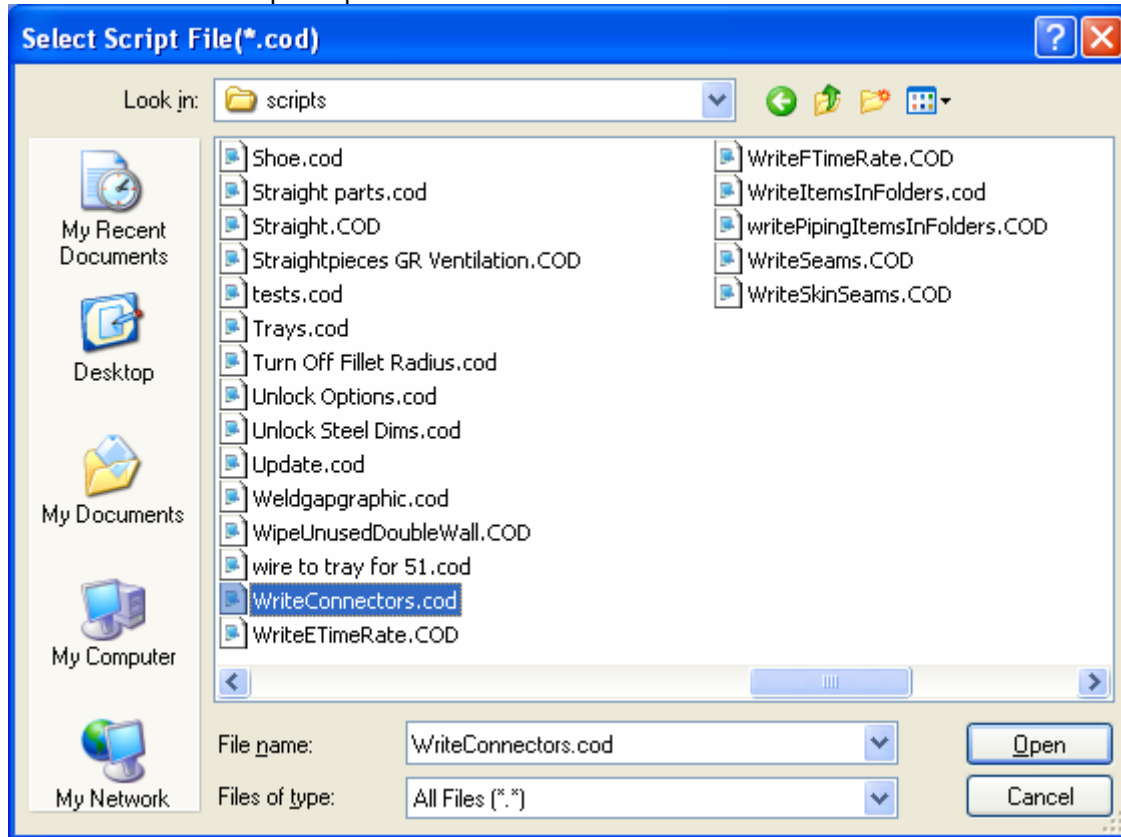 Select Script File(*.cod)
Look in:
scripts
My Recent
Documents
Desktop
My Documents
My Computer
My Network
Shoe.cod
Straight parts.cod
Straight.COD
Straightpieces GR Ventilation.COD
tests.cod
Trays.cod
Turn Off Fillet Radius.cod
Unlock Options.cod
Unlock Steel Dims.cod
Update.cod
Weldgapgraphic.cod
WipeUnusedDoubleWall.COD
wire to tray for 51.cod
WriteConnectors.cod
WriteETimeRate.COD
WriteFTimeRate.COD
WriteItemsInFolders.cod
writePipingItemsInFolders.COD
WriteSeams.COD
WriteSkinSeams.COD
File name:
WriteConnectors.cod
Open
Files of type:
All Files (*.*)
Cancel